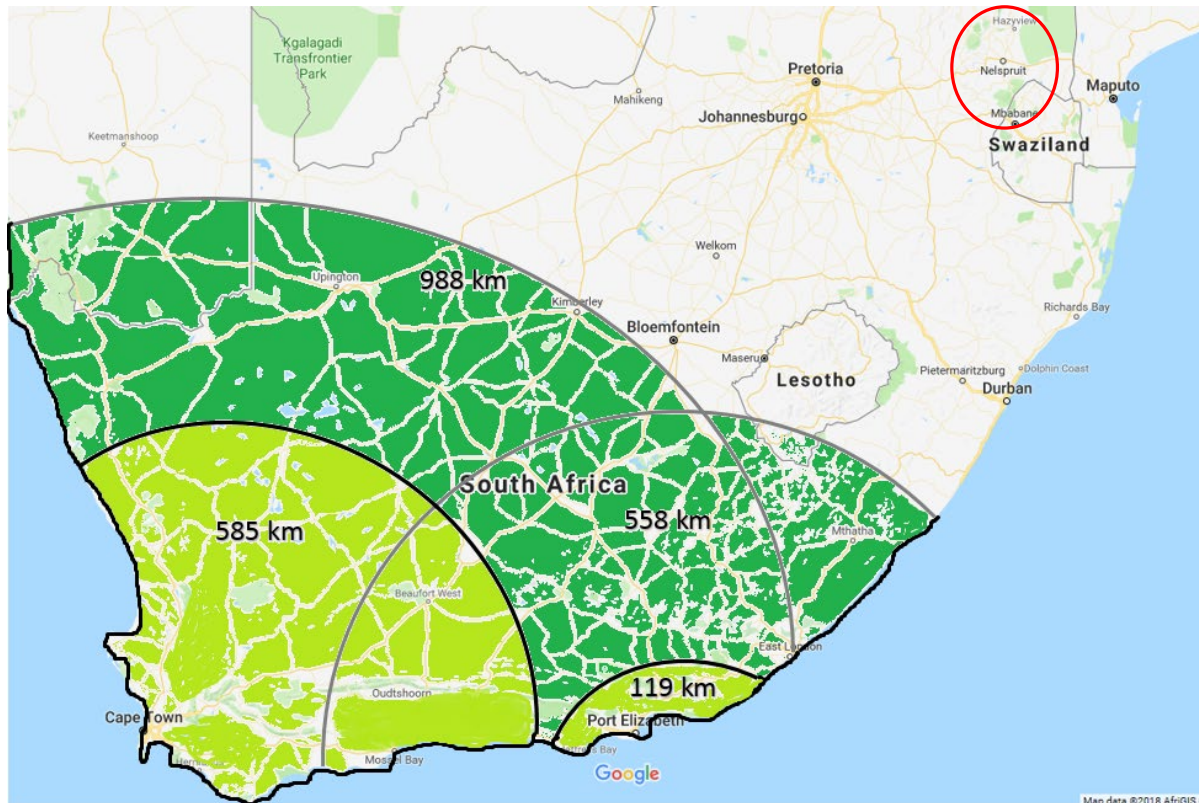 Kgalagadi
Transfrontier
Park
Hazyview
Nelspruit
Pretoria
Maputo
Mahikeng
Johannesburg
Mbabane
Swaziland
Keetmanshoop
Welkom
988 km
Upington
Kimberley
Richards Bay
Bloemfontein
Maseru
Lesotho
Pietermaritzburg
Dolphin Coast
Durban
South Africa
585 km
558 km
Mthatha
Beaufort West
East London
119 km
Oudtshoorn
Cape Town
Port Elizabeth
Mossel Bay
Google
Map data ©2018 AfriGIS